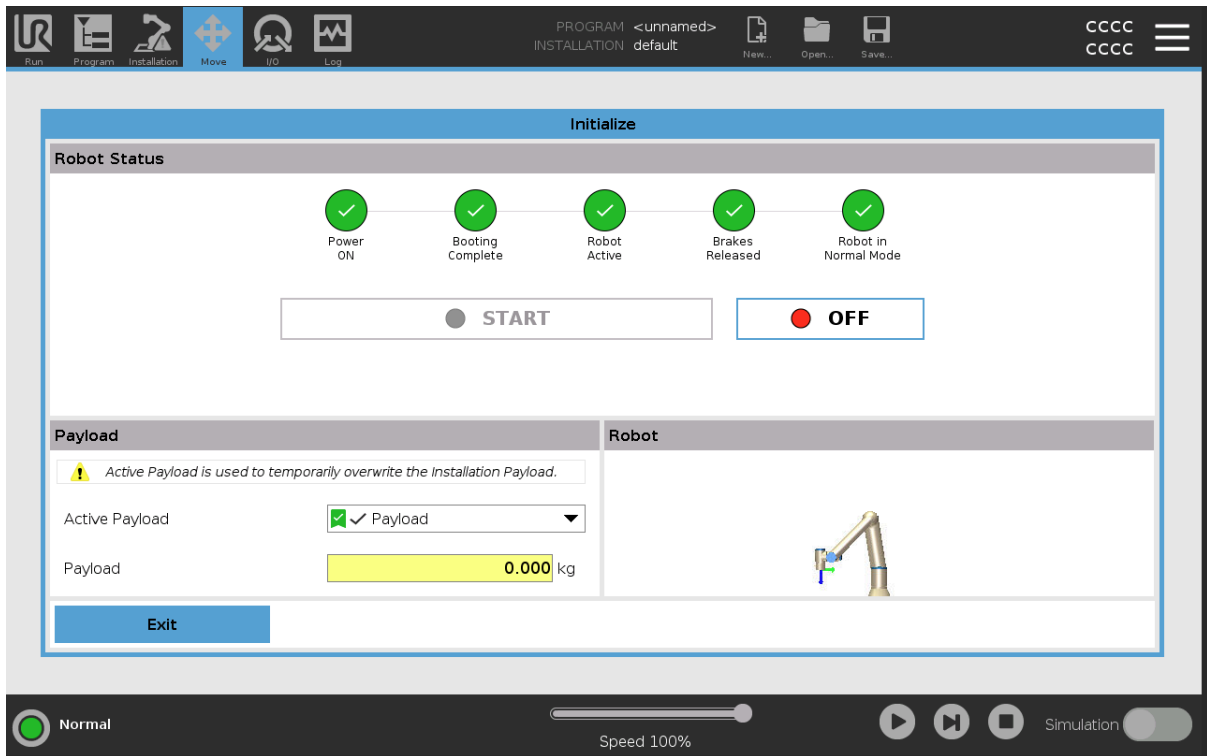 PROGRAM <unnamed>
INSTALLATION default
CCCC
CCCC
Run Program Installation Move I/O Log New... Open... Save...
Initialize
Robot Status
Power ON
Booting Complete
Robot Active
Brakes Released
Robot in Normal Mode
START
OFF
Payload
Robot
Active Payload is used to temporarily overwrite the Installation Payload.
Active Payload
Payload
Payload
0.000 kg
Exit
Normal
Speed 100%
Simulation